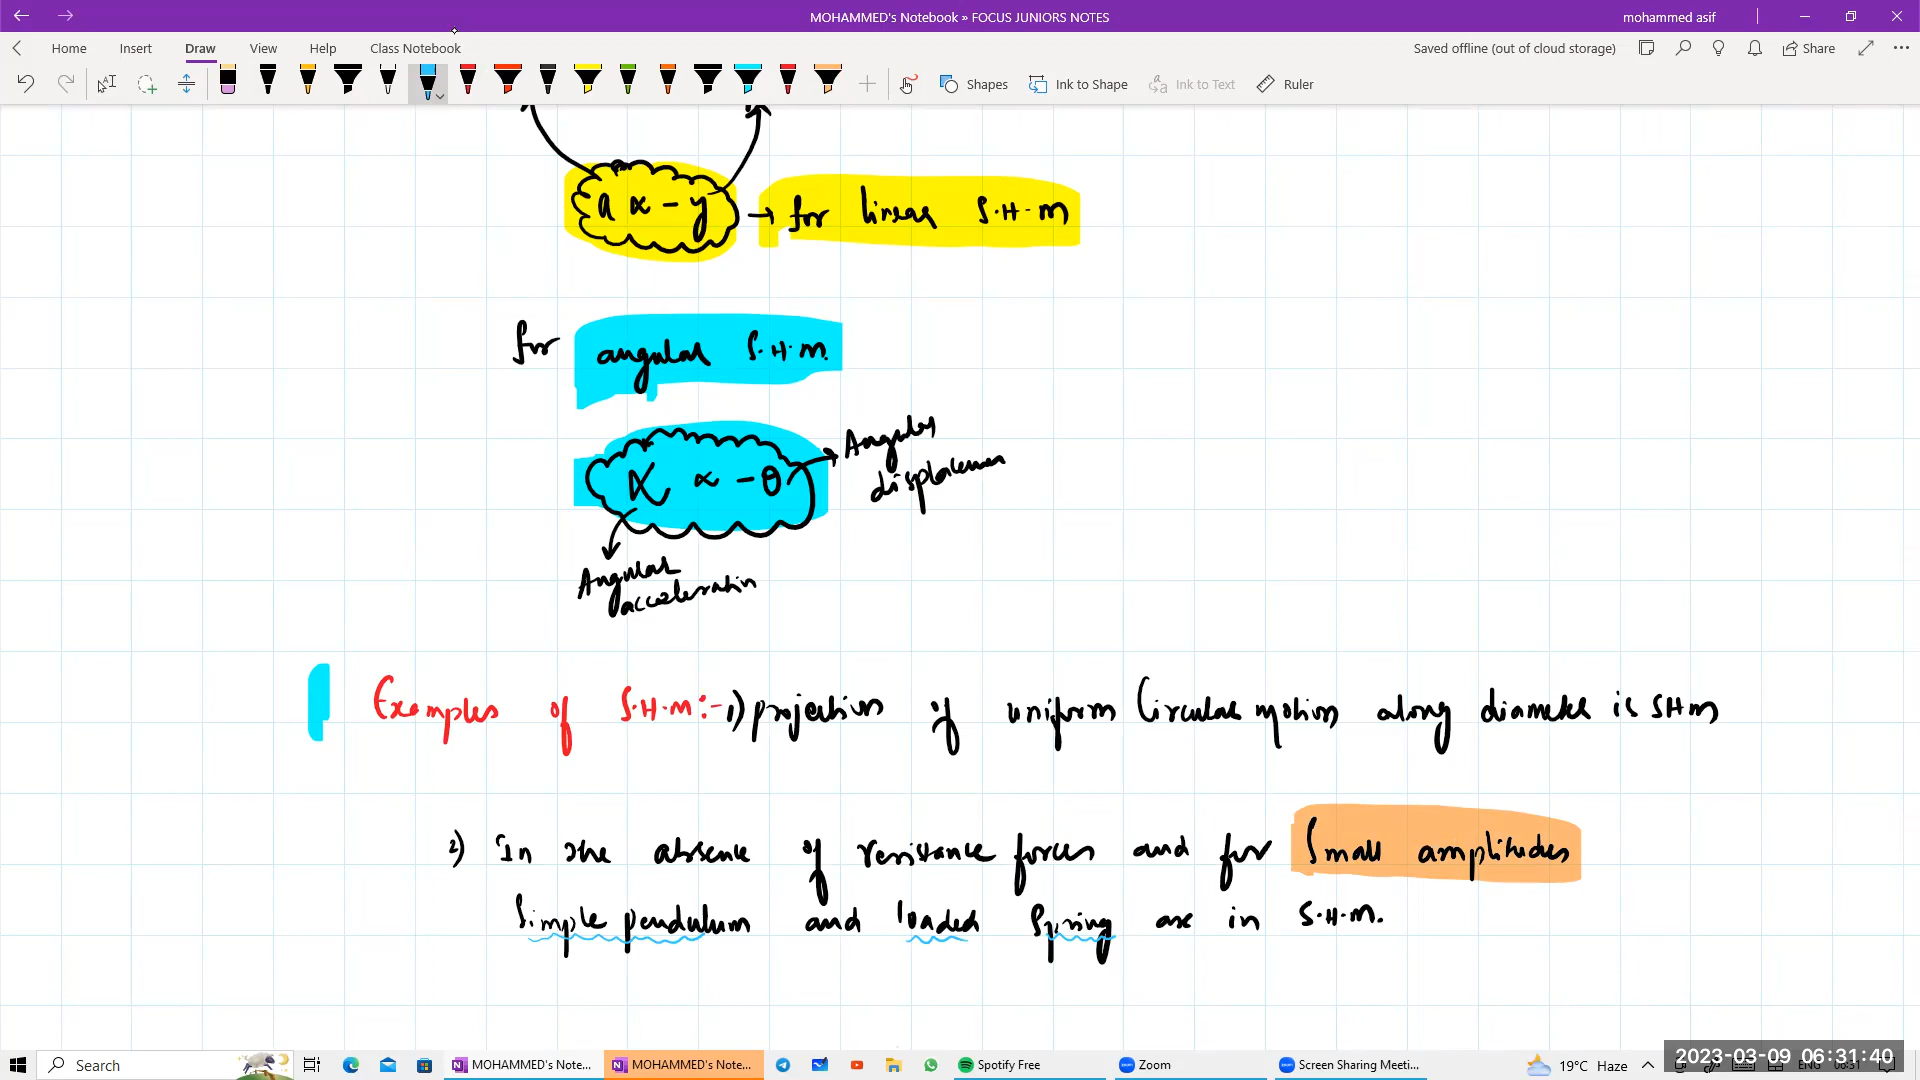 MOHAMMED's Notebook » FOCUS JUNIORS NOTES
mohammed asif
Home Insert Draw View Help Class Notebook
Saved offline (out of cloud storage)
Share
Shapes Ink to Shape Ink to Text Ruler
a ∝ - y → for linear S.H.M
for angular S.H.M.
α ∝ - θ
Angular
displacemen
Angular
acceleration
Examples of S.H.M :- 1) projection of uniform Circular motion along diameter is SHM
2) In the absence of resistance forces and for Small amplitudes
Simple pendulum and loaded Spring are in S.H.M.
Search
MOHAMMED's Note...
MOHAMMED's Note...
Spotify Free
Zoom
Screen Sharing Meeti...
19°C Haze
2023-03-09 06:31:40